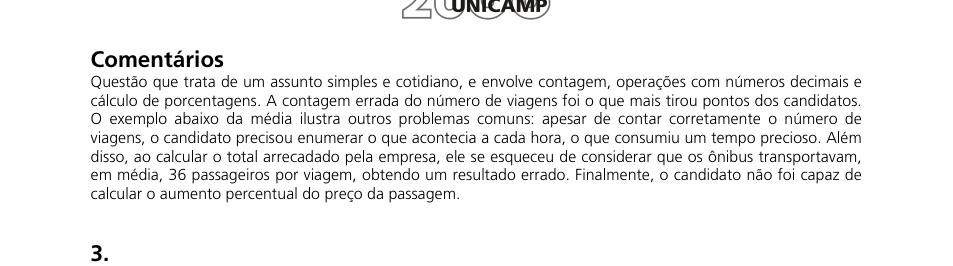 UNICAMP
Comentários
Questão que trata de um assunto simples e cotidiano, e envolve contagem, operações com números decimais e
cálculo de porcentagens. A contagem errada do número de viagens foi o que mais tirou pontos dos candidatos.
O exemplo abaixo da média ilustra outros problemas comuns: apesar de contar corretamente o número de
viagens, o candidato precisou enumerar o que acontecia a cada hora, o que consumiu um tempo precioso. Além
disso, ao calcular o total arrecadado pela empresa, ele se esqueceu de considerar que os ônibus transportavam,
em média, 36 passageiros por viagem, obtendo um resultado errado. Finalmente, o candidato não foi capaz de
calcular o aumento percentual do preço da passagem.
3.